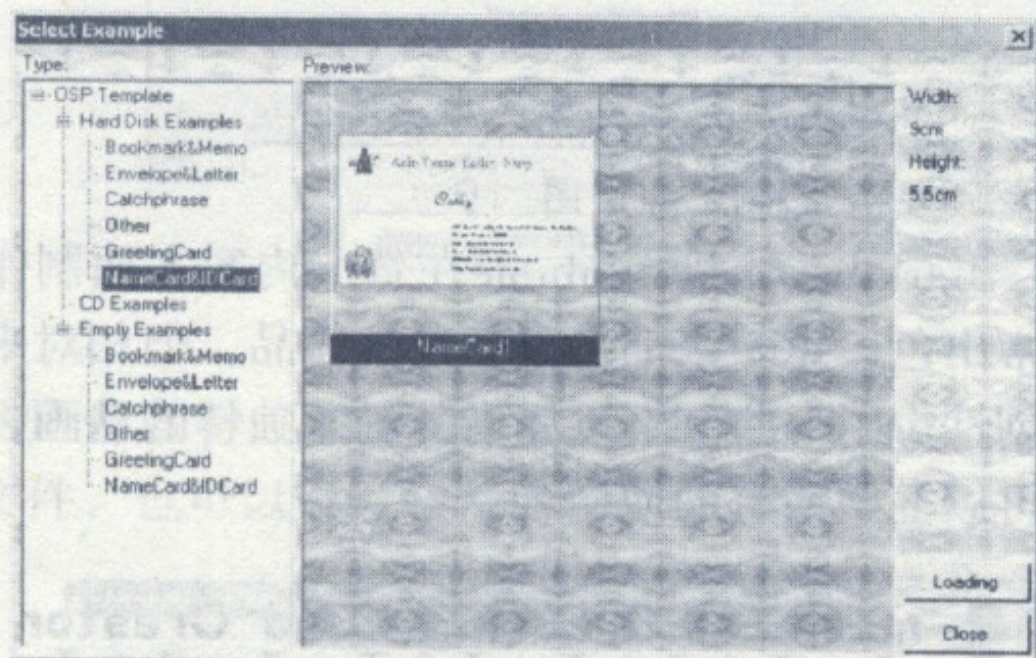 Select Example
Type:
Preview:
OSP Template
Hard Disk Examples
Bookmark&Memo
Envelope&Letter
Catchphrase
Other
GreetingCard
NameCard&IDCard
CD Examples
Empty Examples
Bookmark&Memo
Envelope&Letter
Catchphrase
Other
GreetingCard
NameCard&IDCard
Cathy
NameCard1
Width:
9cm
Height:
5.5cm
Loading
Close